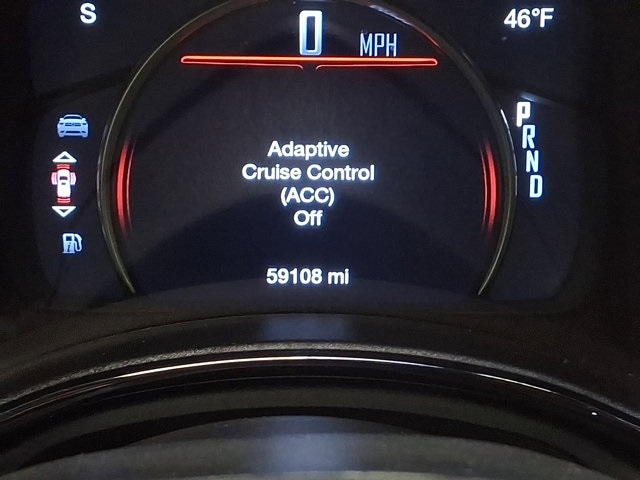 S
0 MPH
46°F
Adaptive
Cruise Control
(ACC)
Off
59108 mi
P
R
N
D